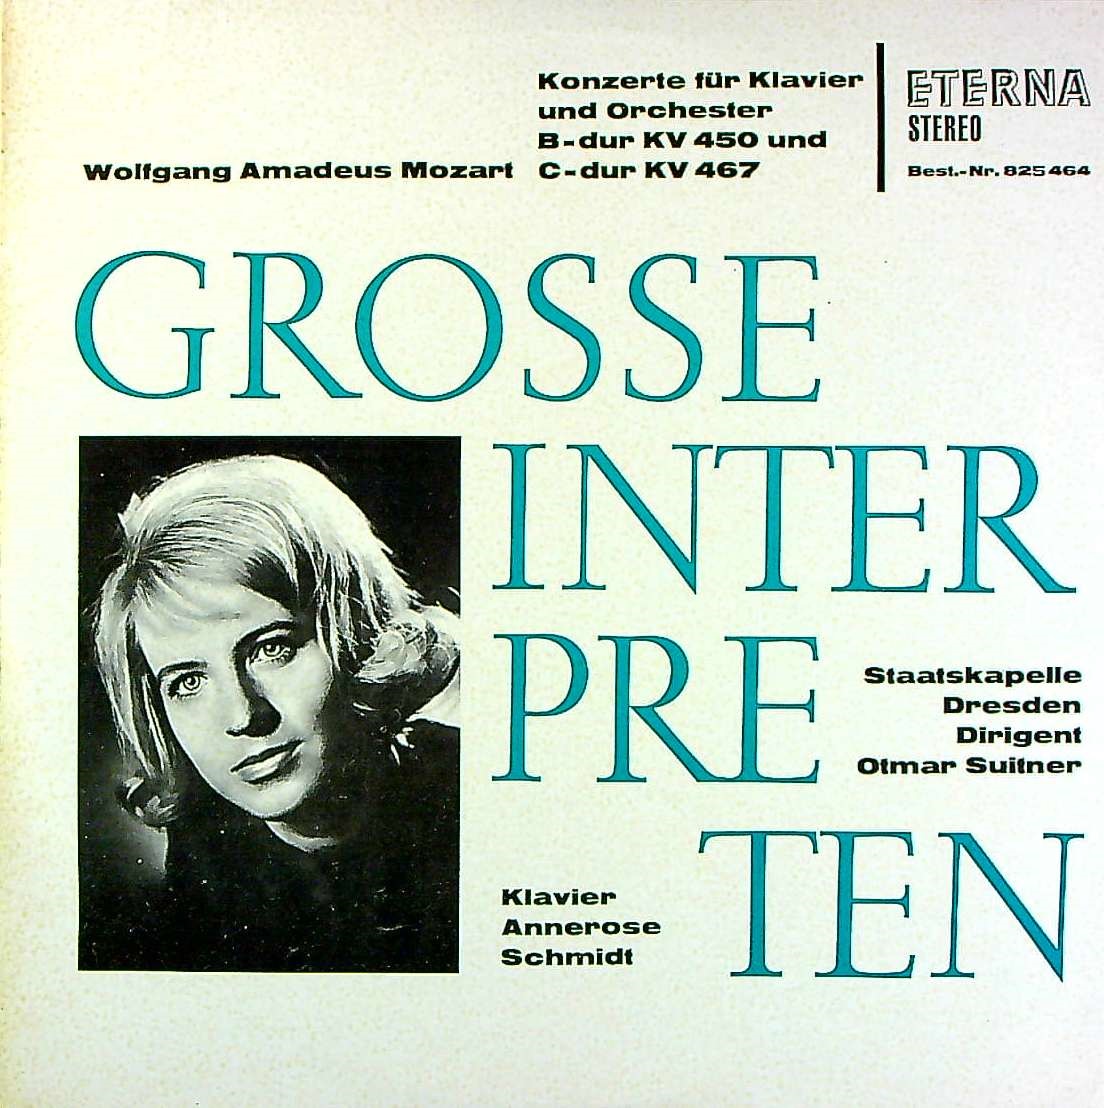 Konzerte für Klavier
und Orchester
B-dur KV 450 und
Wolfgang Amadeus Mozart C-dur KV 467
ETERNA
STEREO
Best.-Nr. 825 464
GROSSE
INTER
PRE
TEN
Staatskapelle
Dresden
Dirigent
Otmar Suitner
Klavier
Annerose
Schmidt